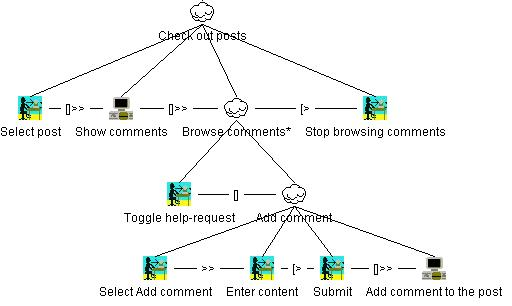 Check out posts
[]>> []>> [>
Select post Show comments Browse comments* Stop browsing comments
[]
Toggle help-request Add comment
>> [> []>>
Select Add comment Enter content Submit Add comment to the post